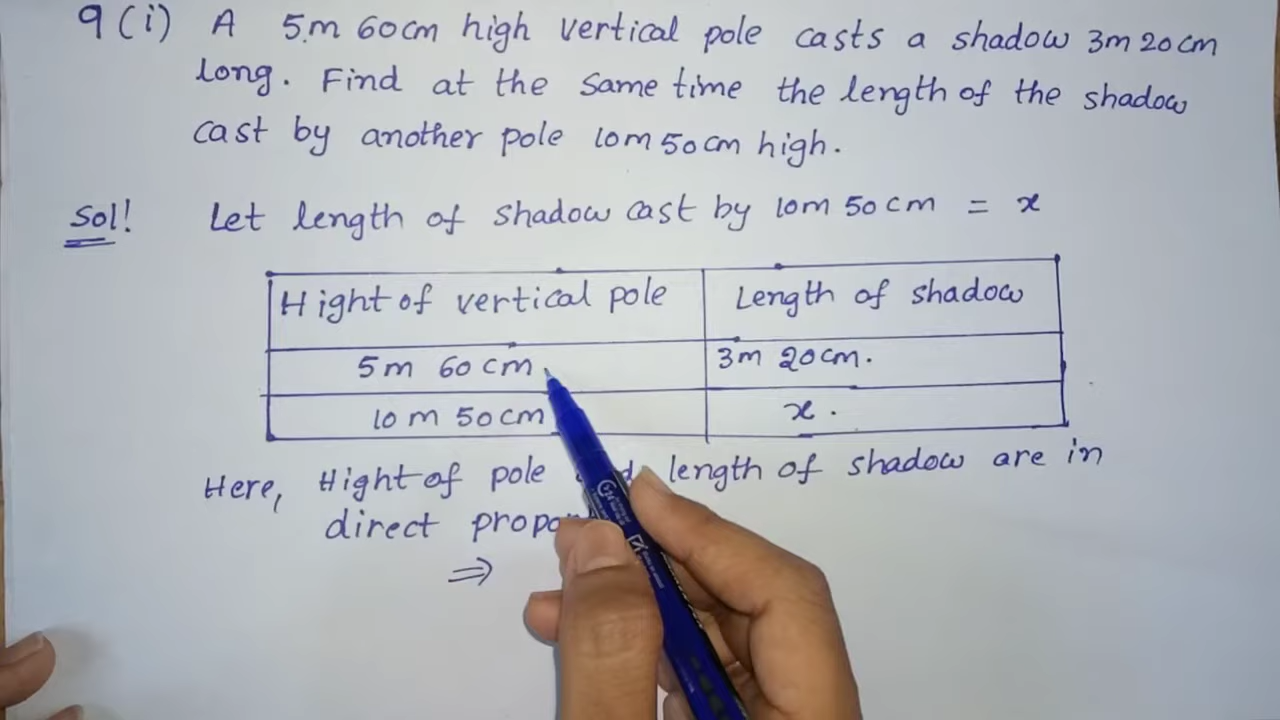 9 (i) A 5m 60cm high vertical pole casts a shadow 3m 20cm
long. Find at the same time the length of the shadow
cast by another pole 10m 50cm high.
Sol! Let length of shadow cast by 10m 50cm = x
Hight of vertical pole Length of shadow
5m 60cm 3m 20cm.
10m 50cm x.
Here, Hight of pole length of shadow are in
direct
⇒